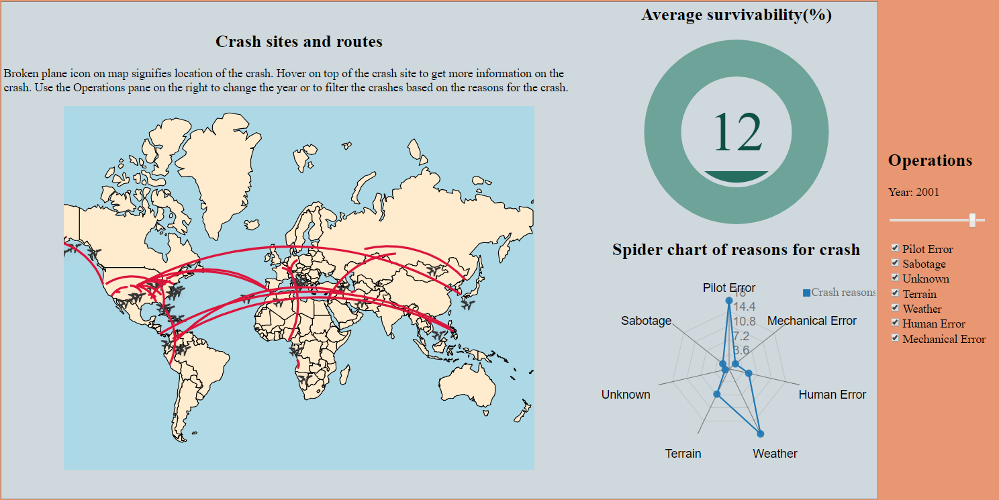 Crash sites and routes
Broken plane icon on map signifies location of the crash. Hover on top of the crash site to get more information on the
crash. Use the Operations pane on the right to change the year or to filter the crashes based on the reasons for the crash.
Average survivability(%)
12
Spider chart of reasons for crash
Crash reasons
Pilot Error
18
14.4
10.8
7.2
3.6
Sabotage
Mechanical Error
Unknown
Human Error
Terrain
Weather
Operations
Year: 2001
Pilot Error
Sabotage
Unknown
Terrain
Weather
Human Error
Mechanical Error